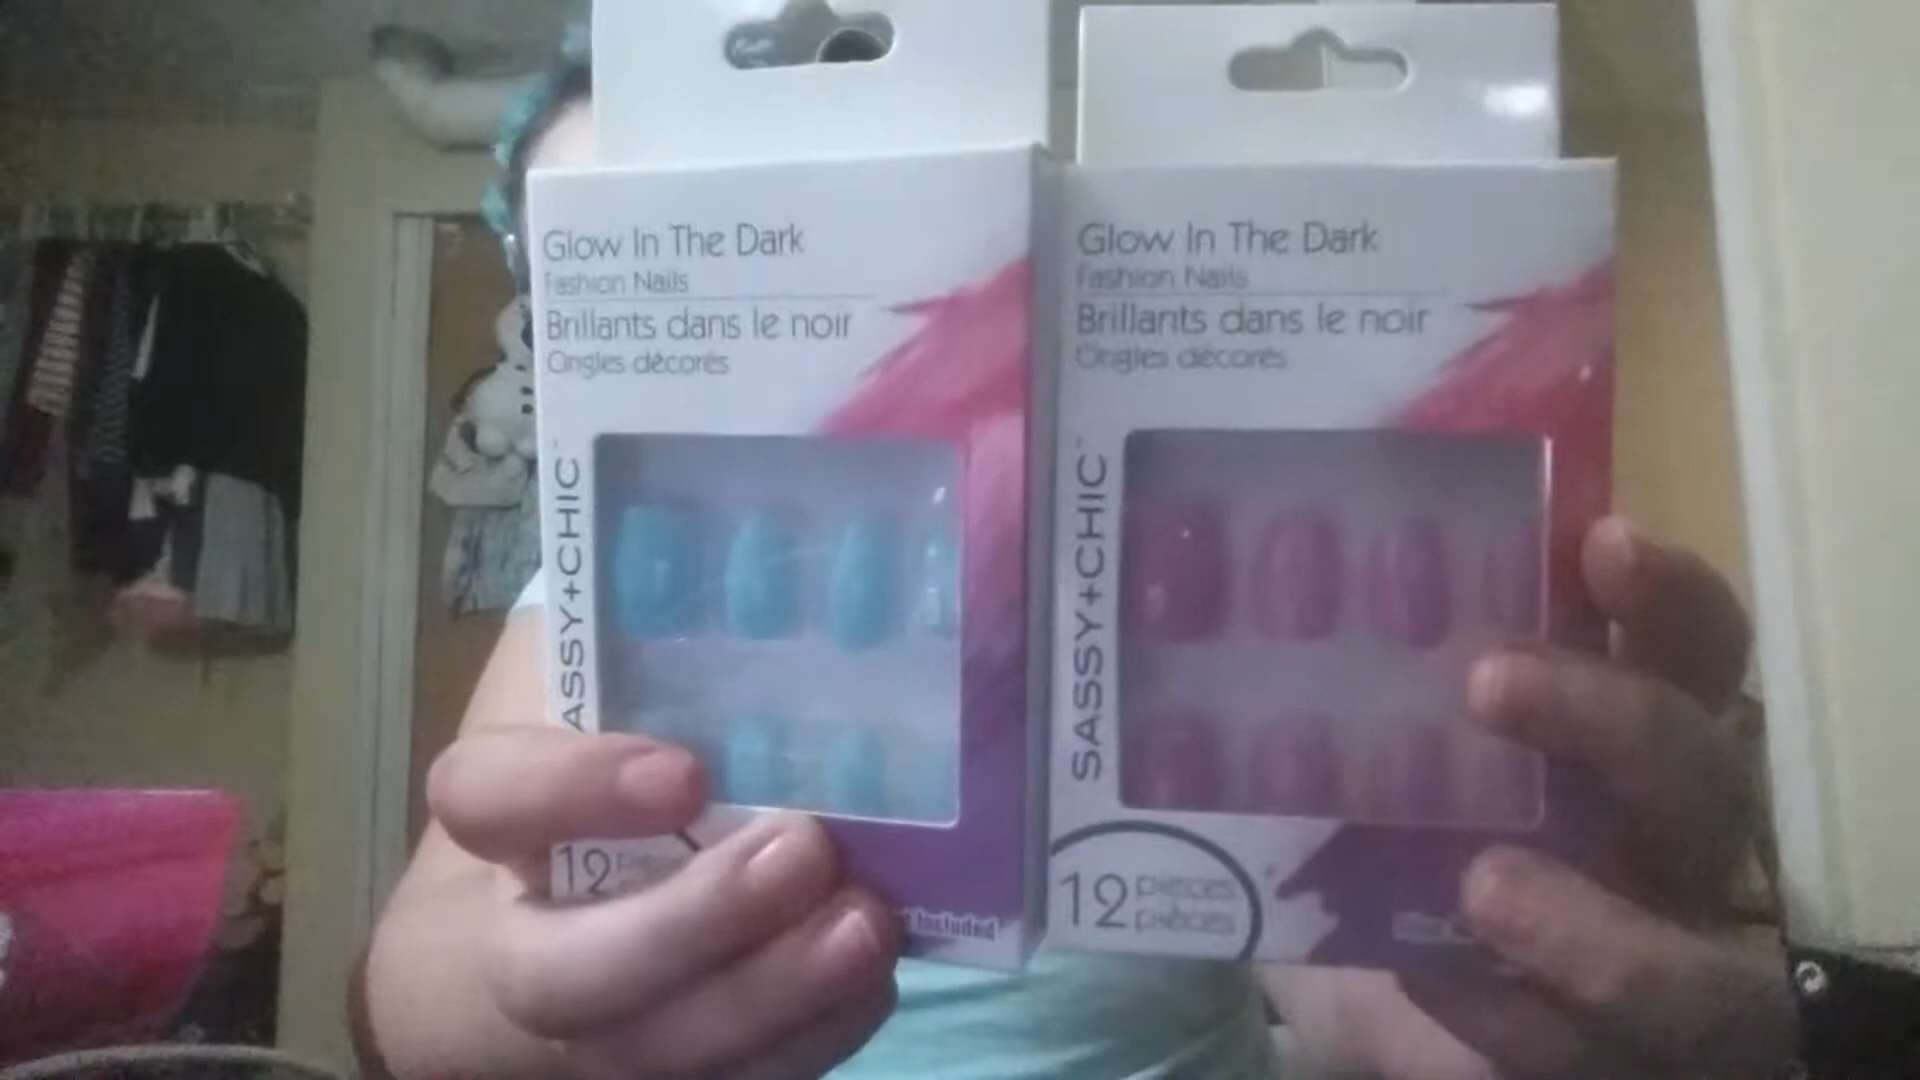 Glow In The Dark
Fashion Nails
Brillants dans le noir
Ongles décorés
ASSY+CHIC
12
Included
Glow In The Dark
Fashion Nails
Brillants dans le noir
Ongles décorés
SASSY+CHIC
12 pieces
pièces